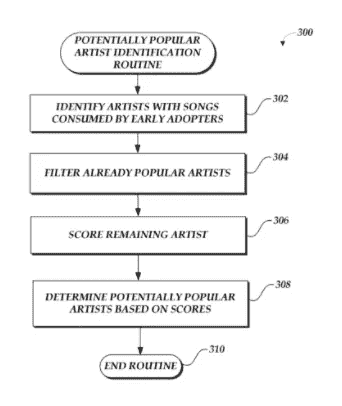 POTENTIALLY POPULAR
ARTIST IDENTIFICATION
ROUTINE
300
IDENTIFY ARTISTS WITH SONGS
CONSUMED BY EARLY ADOPTERS
302
FILTER ALREADY POPULAR ARTISTS
304
SCORE REMAINING ARTIST
306
DETERMINE POTENTIALLY POPULAR
ARTISTS BASED ON SCORES
308
END ROUTINE
310